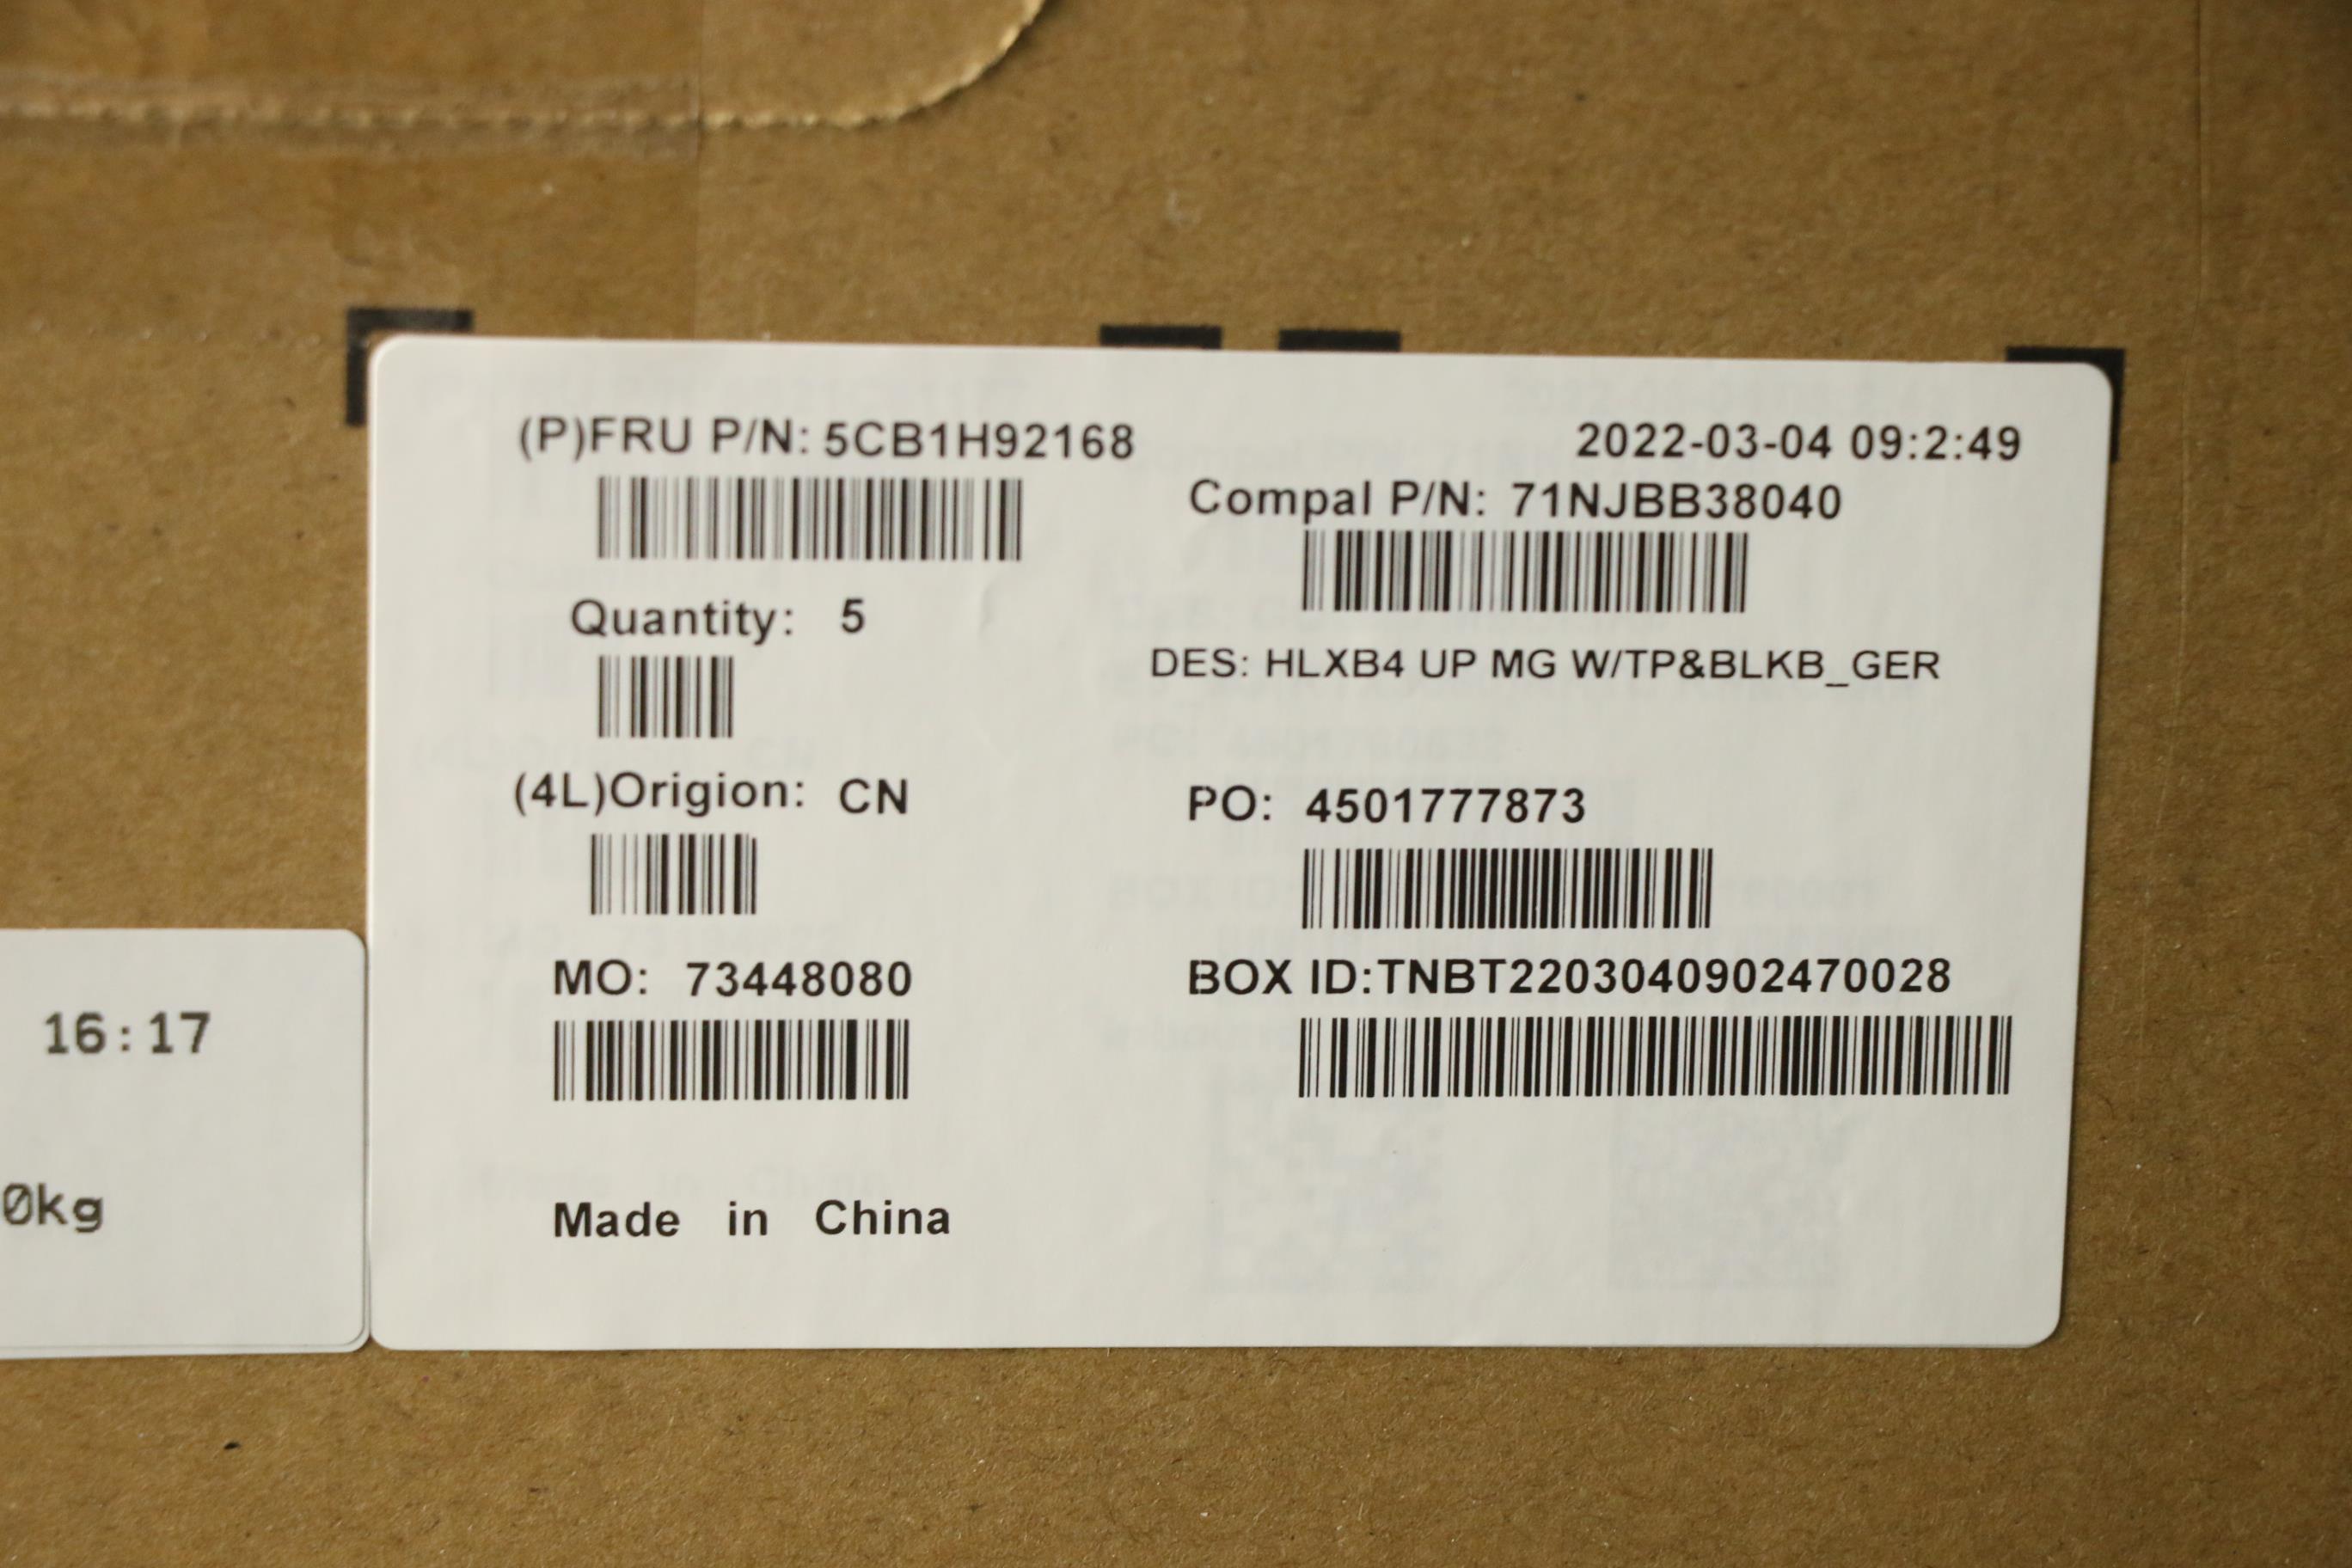 (P)FRU P/N: 5CB1H92168
2022-03-04 09:2:49
Compal P/N: 71NJBB38040
Quantity: 5
DES: HLXB4 UP MG W/TP&BLKB_GER
(4L)Origion: CN
PO: 4501777873
MO: 73448080
BOX ID:TNBT2203040902470028
Made in China
16:17
0kg